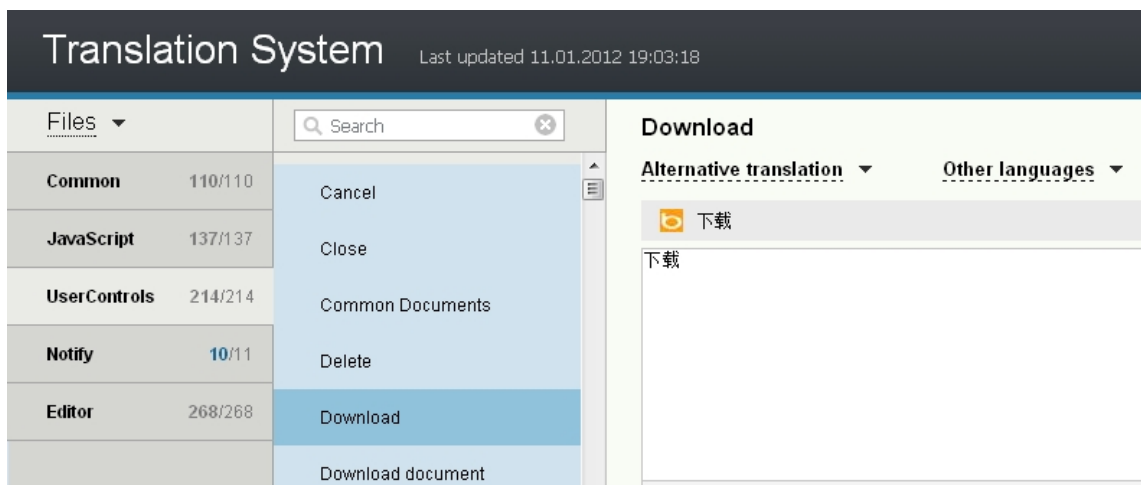 Translation System Last updated 11.01.2012 19:03:18
Files
Common 110/110
JavaScript 137/137
UserControls 214/214
Notify 10/11
Editor 268/268
Search
Cancel
Close
Common Documents
Delete
Download
Download document
Download
Alternative translation Other languages
下载
下载